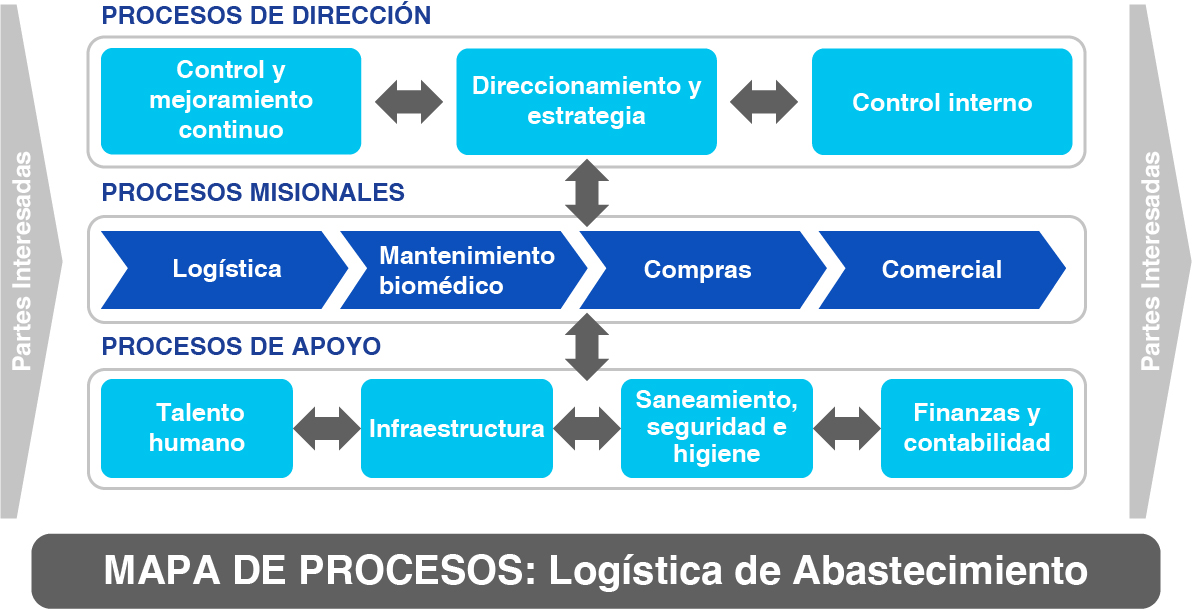 PROCESOS DE DIRECCIÓN
Control y
mejoramiento
continuo
Direccionamiento y
estrategia
Control interno
Partes Interesadas
PROCESOS MISIONALES
Logística
Mantenimiento
biomédico
Compras
Comercial
Partes Interesadas
PROCESOS DE APOYO
Talento
humano
Infraestructura
Saneamiento,
seguridad e
higiene
Finanzas y
contabilidad
MAPA DE PROCESOS: Logística de Abastecimiento